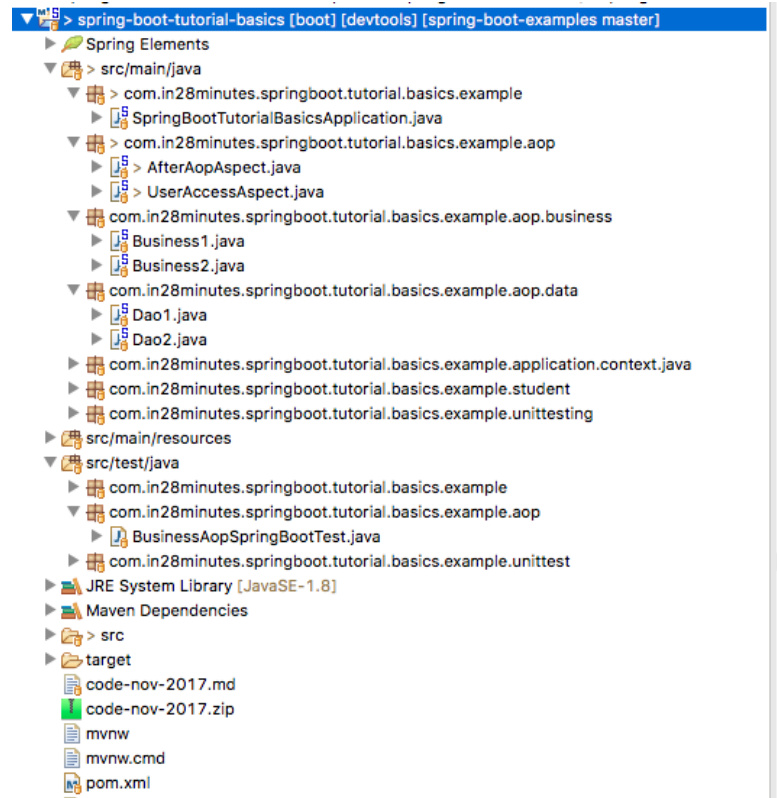 > spring-boot-tutorial-basics [boot] [devtools] [spring-boot-examples master]
Spring Elements
> src/main/java
> com.in28minutes.springboot.tutorial.basics.example
SpringBootTutorialBasicsApplication.java
> com.in28minutes.springboot.tutorial.basics.example.aop
> AfterAopAspect.java
> UserAccessAspect.java
com.in28minutes.springboot.tutorial.basics.example.aop.business
Business1.java
Business2.java
com.in28minutes.springboot.tutorial.basics.example.aop.data
Dao1.java
Dao2.java
com.in28minutes.springboot.tutorial.basics.example.application.context.java
com.in28minutes.springboot.tutorial.basics.example.student
com.in28minutes.springboot.tutorial.basics.example.unittesting
src/main/resources
src/test/java
com.in28minutes.springboot.tutorial.basics.example
com.in28minutes.springboot.tutorial.basics.example.aop
BusinessAopSpringBootTest.java
com.in28minutes.springboot.tutorial.basics.example.unittest
JRE System Library [JavaSE-1.8]
Maven Dependencies
> src
target
code-nov-2017.md
code-nov-2017.zip
mvnw
mvnw.cmd
pom.xml